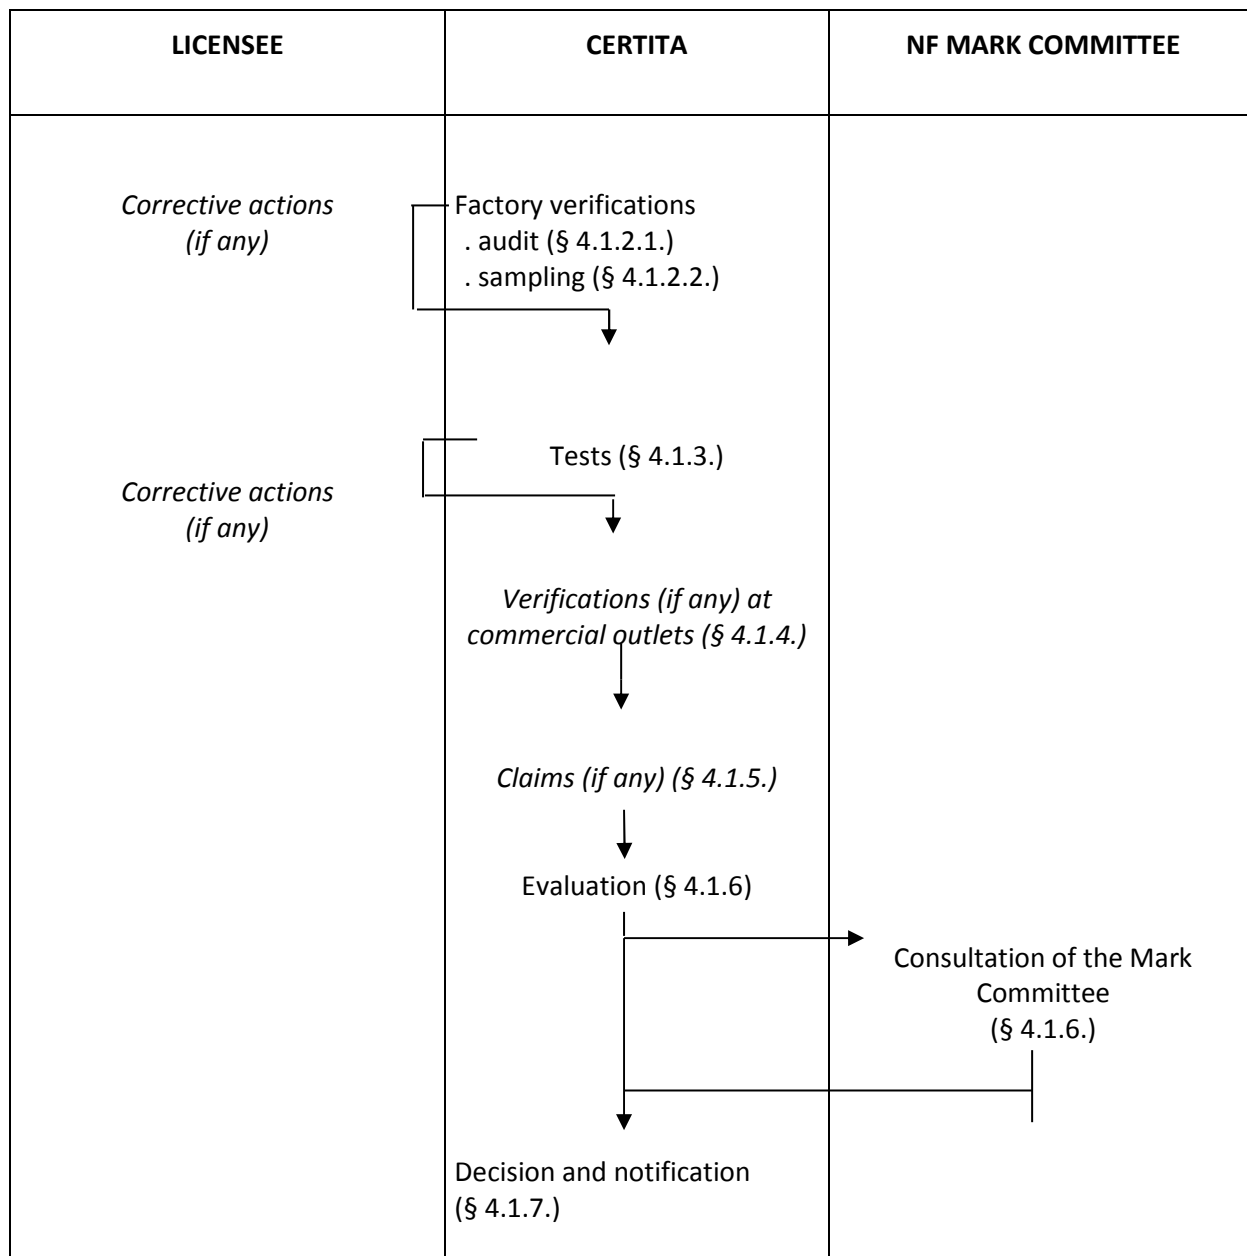 LICENSEE
CERTITA
NF MARK COMMITTEE
Corrective actions
(if any)
Factory verifications
. audit (§ 4.1.2.1.)
. sampling (§ 4.1.2.2.)
Tests (§ 4.1.3.)
Corrective actions
(if any)
Verifications (if any) at
commercial outlets (§ 4.1.4.)
Claims (if any) (§ 4.1.5.)
Evaluation (§ 4.1.6)
Consultation of the Mark
Committee
(§ 4.1.6.)
Decision and notification
(§ 4.1.7.)